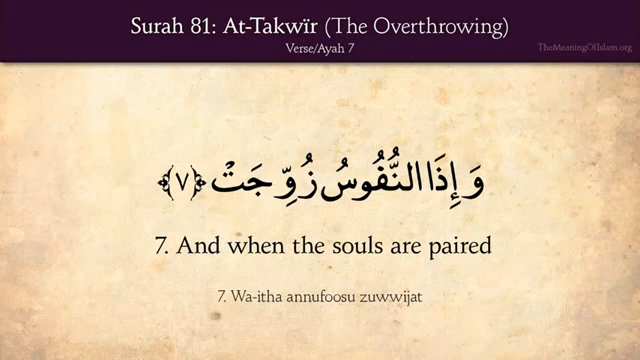 Surah 81: At-Takwïr (The Overthrowing)
Verse/Ayah 7
TheMeaningOfIslam.org
وَإِذَا النُّفُوسُ زُوِّجَتْ ﴿٧﴾
7. And when the souls are paired
7. Wa-itha annufoosu zuwwijat